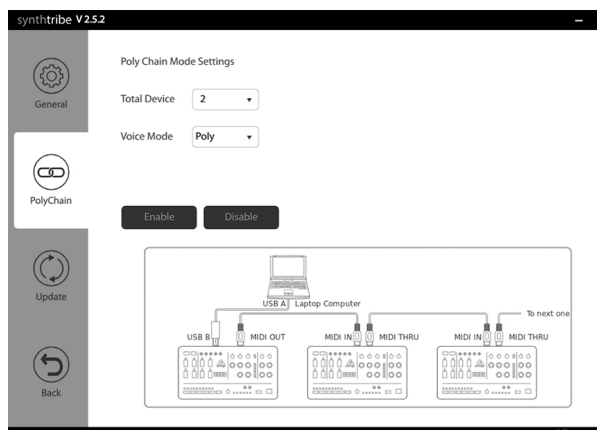 synthtribe V 2.5.2
General
PolyChain
Update
Back
Poly Chain Mode Settings
Total Device 2
Voice Mode Poly
Enable Disable
USB A Laptop Computer
To next one
USB B MIDI OUT MIDI IN MIDI THRU MIDI IN MIDI THRU